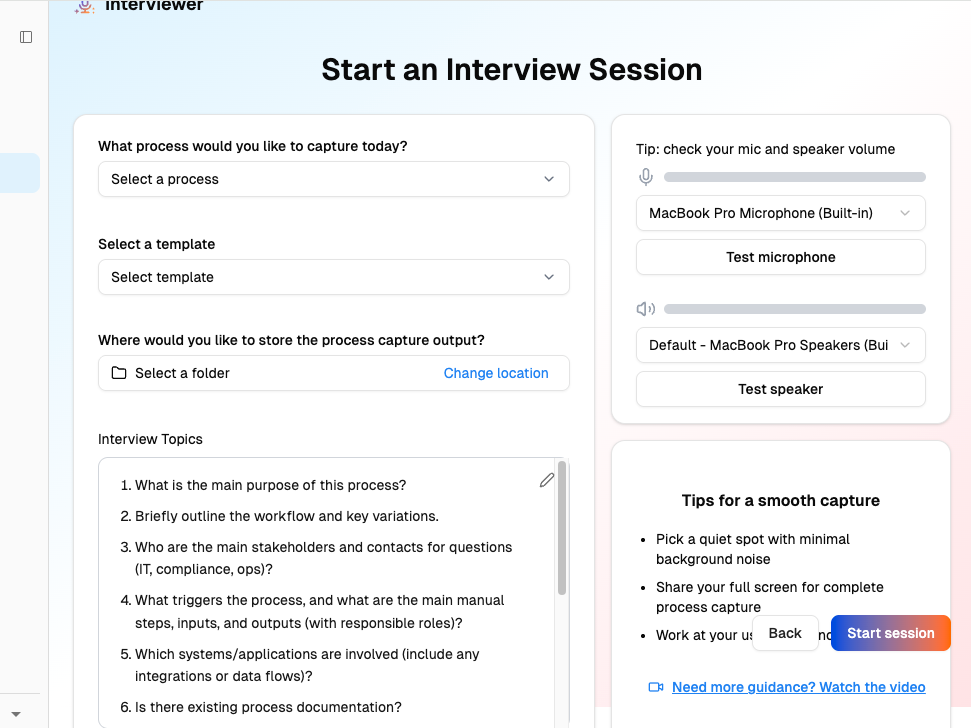 Interviewer
Start an Interview Session
What process would you like to capture today?
Select a process
Select a template
Select template
Where would you like to store the process capture output?
Select a folder
Change location
Interview Topics
1. What is the main purpose of this process?
2. Briefly outline the workflow and key variations.
3. Who are the main stakeholders and contacts for questions
(IT, compliance, ops)?
4. What triggers the process, and what are the main manual
steps, inputs, and outputs (with responsible roles)?
5. Which systems/applications are involved (include any
integrations or data flows)?
6. Is there existing process documentation?
Tip: check your mic and speaker volume
MacBook Pro Microphone (Built-in)
Test microphone
Default - MacBook Pro Speakers (Bui
Test speaker
Tips for a smooth capture
• Pick a quiet spot with minimal
background noise
• Share your full screen for complete
process capture
• Work at your
Back
Start session
Need more guidance? Watch the video